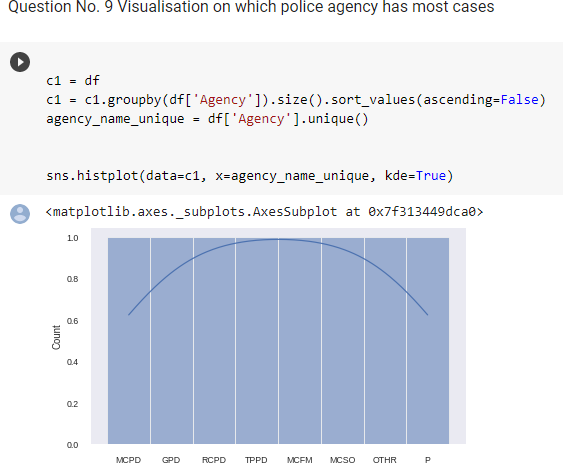 Question No. 9 Visualisation on which police agency has most cases
c1 = df
c1 = c1.groupby(df['Agency']).size().sort_values(ascending=False)
agency_name_unique = df['Agency'].unique()
sns.histplot(data=c1, x=agency_name_unique, kde=True)
<matplotlib.axes._subplots.AxesSubplot at 0x7f313449dca0>
1.0
0.8
0.6
0.4
0.2
0.0
Count
MCPD GPD RCPD TPPD MCFM MCSO OTHR P